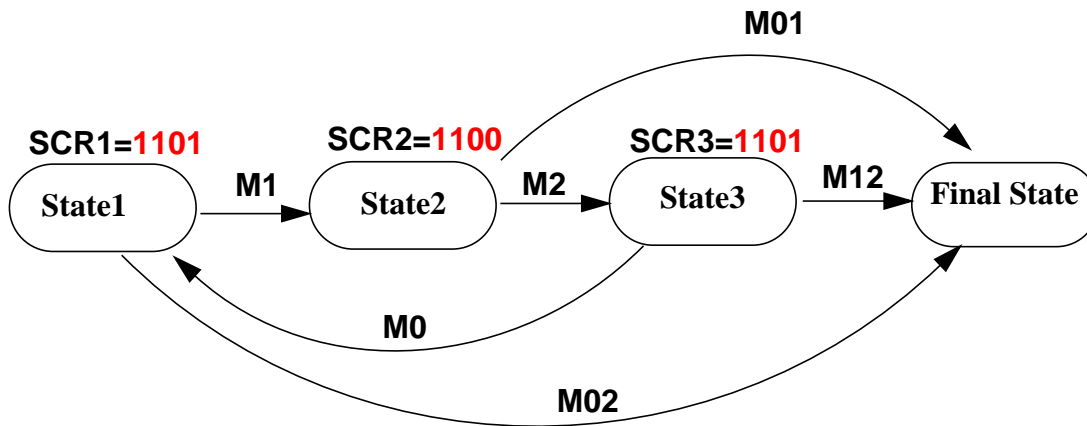 M01
SCR1=1101
SCR2=1100
SCR3=1101
State1
M1
State2
M2
State3
M12
Final State
M0
M02